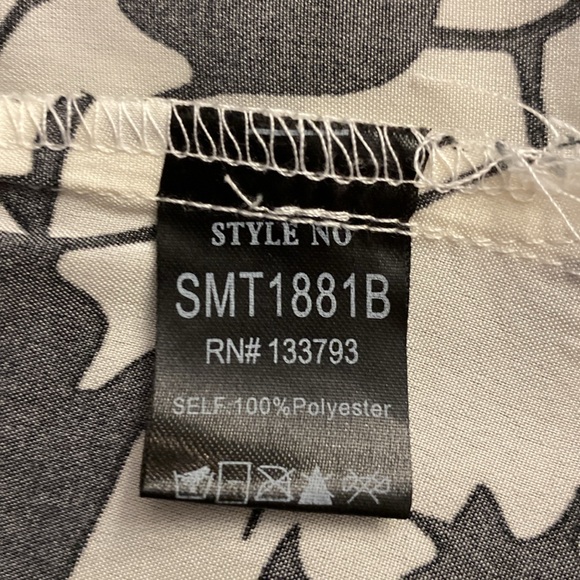 STYLE NO
SMT1881B
RN# 133793
SELF:100%Polyester